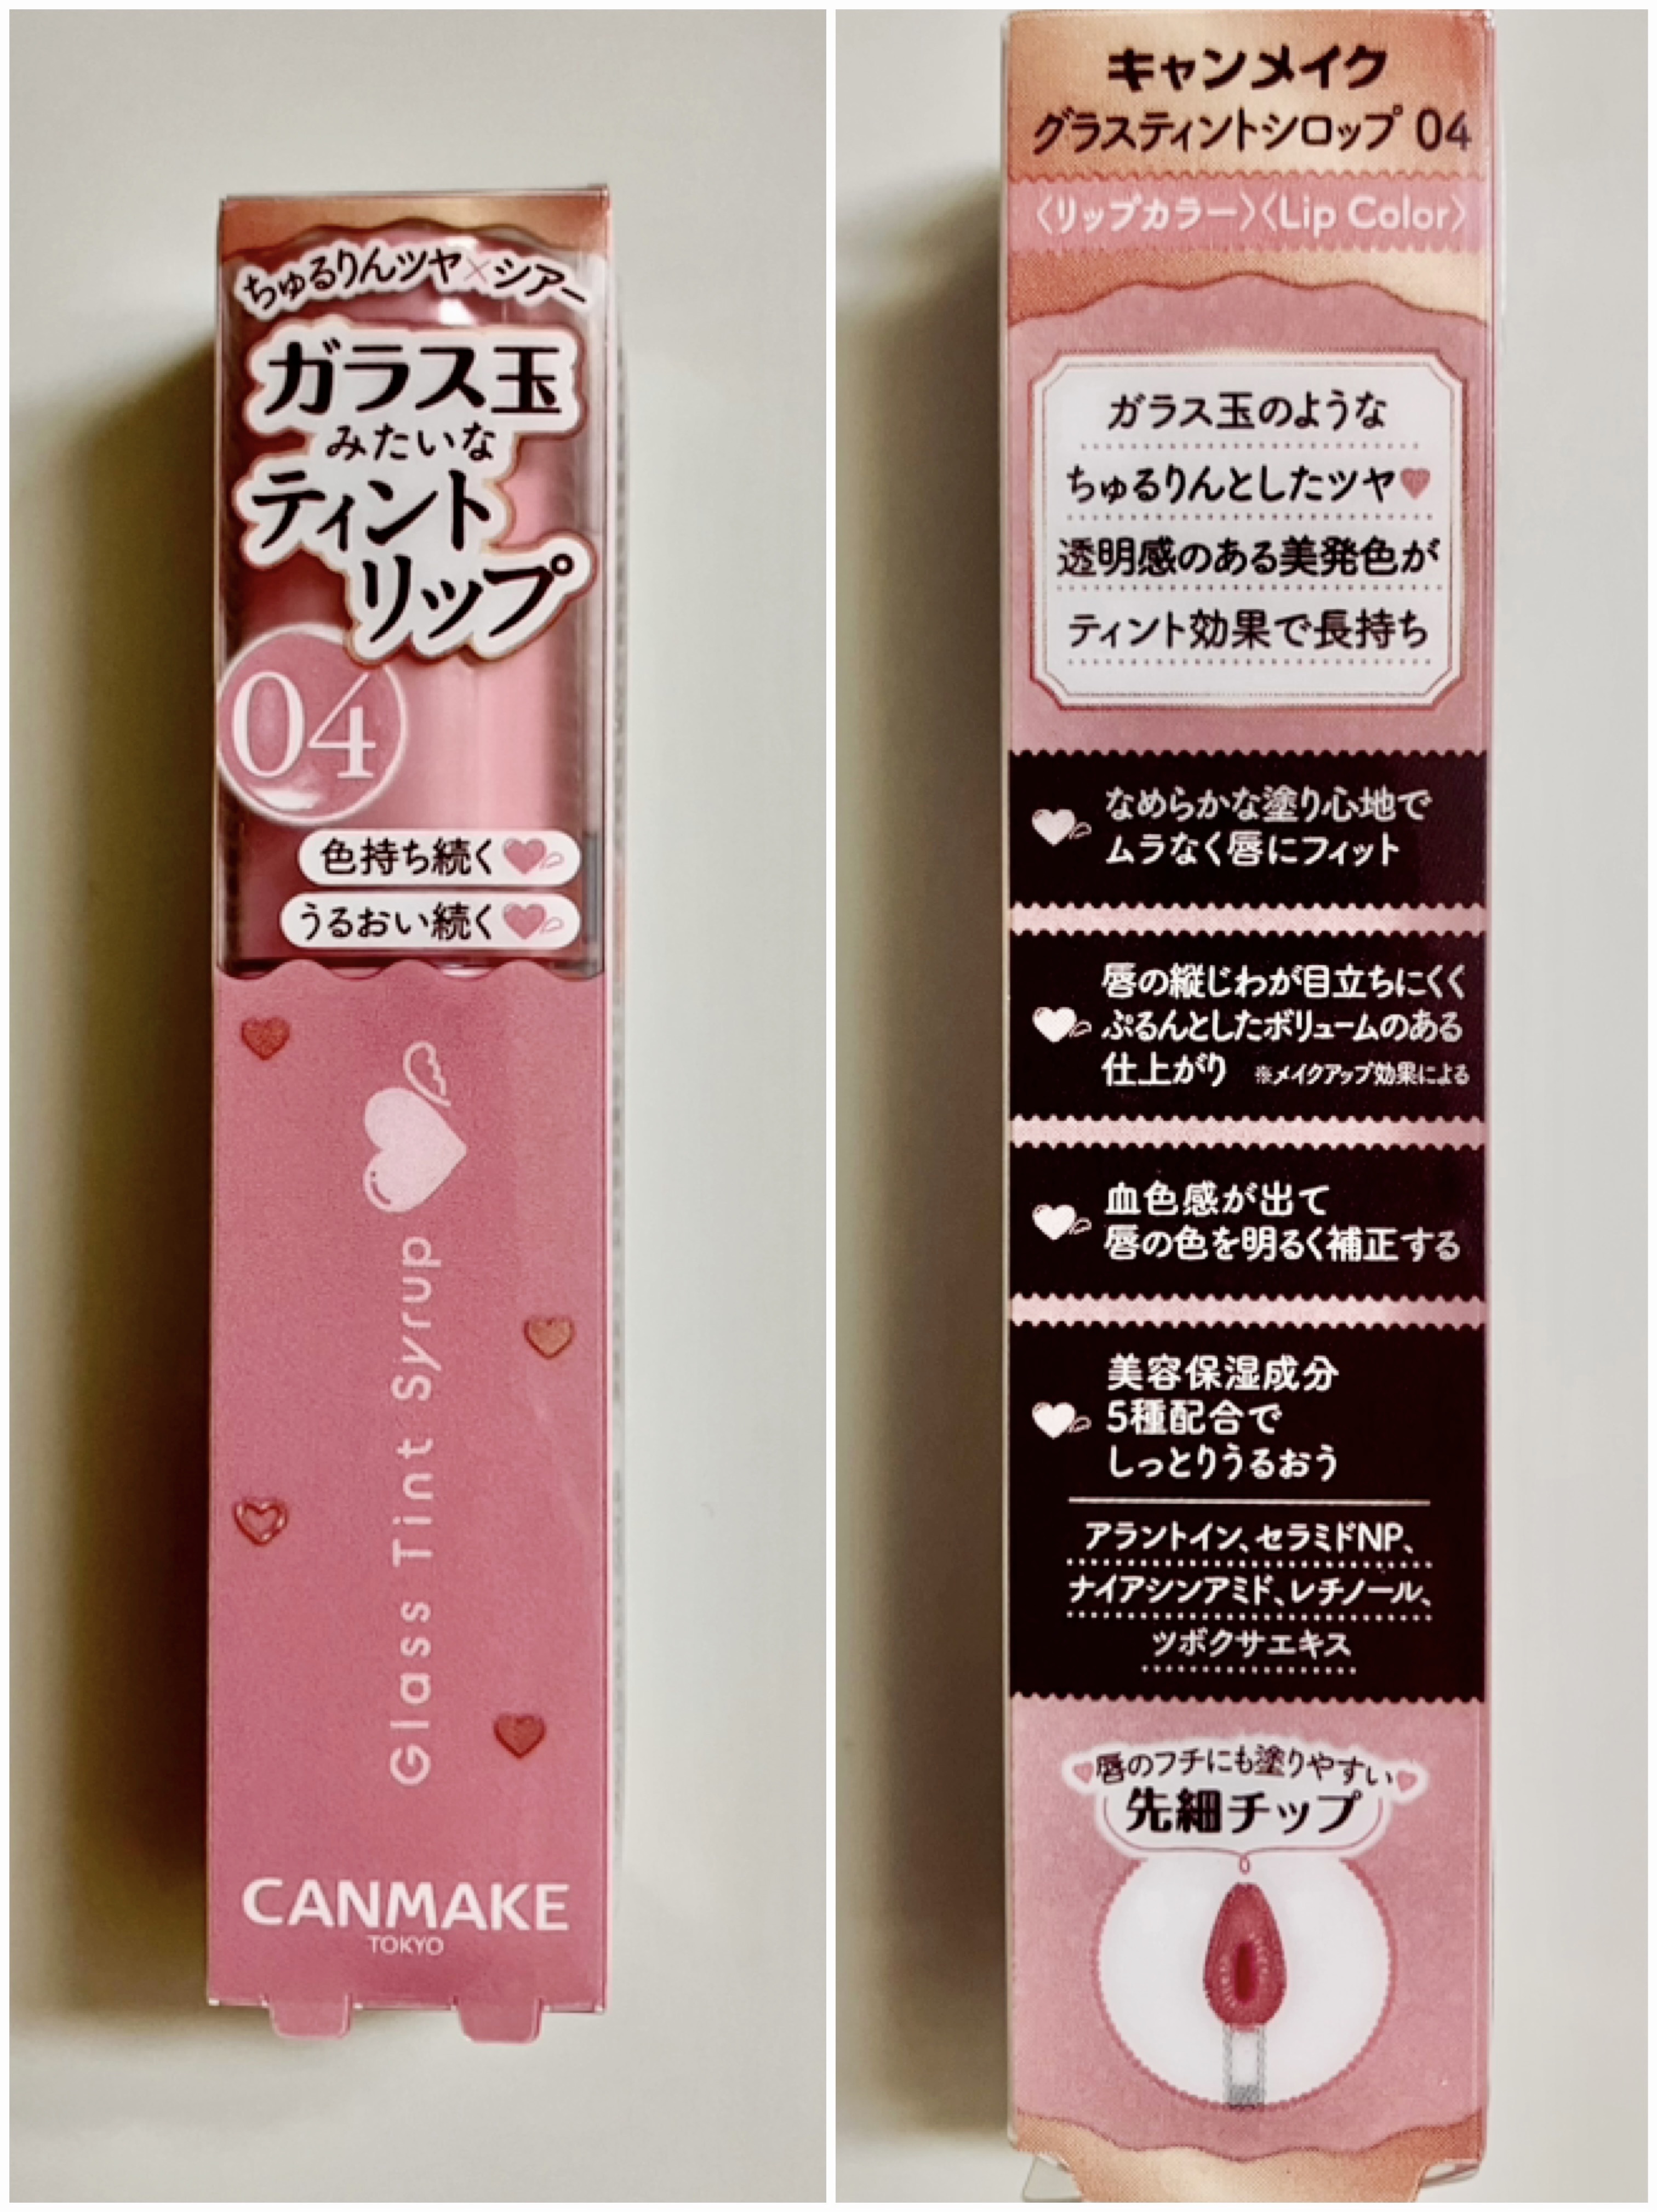 ちゅるりんツヤ×シアー
ガラス玉
みたいな
ティント
リップ
04
色持ち続く
うるおい続く
Glass Tint Syrup
CANMAKE
TOKYO
キャンメイク
グラスティントシロップ 04
〈リップカラー〉〈Lip Color〉
ガラス玉のような
ちゅるりんとしたツヤ♥
透明感のある美発色が
ティント効果で長持ち
なめらかな塗り心地で
ムラなく唇にフィット
唇の縦じわが目立ちにくく
ぷるんとしたボリュームのある
仕上がり ※メイクアップ効果による
血色感が出て
唇の色を明るく補正する
美容保湿成分
5種配合で
しっとりうるおう
アラントイン、セラミドNP、
ナイアシンアミド、レチノール、
ツボクサエキス
唇のフチにも塗りやすい
先細チップ